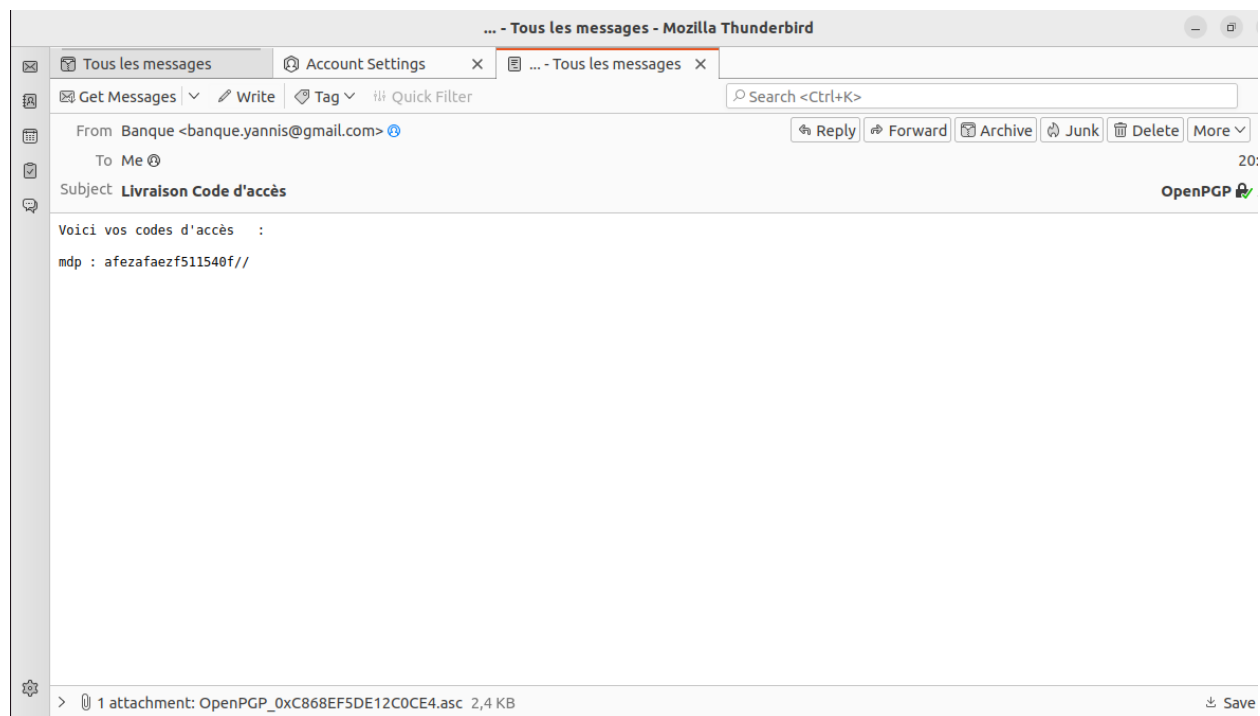 ... - Tous les messages - Mozilla Thunderbird
Tous les messages Account Settings ... - Tous les messages
Get Messages Write Tag Quick Filter Search <Ctrl+K>
From Banque <banque.yannis@gmail.com> Reply Forward Archive Junk Delete More
To Me 20:
Subject Livraison Code d'accès OpenPGP
Voici vos codes d'accès :
mdp : afezafaezf511540f//
1 attachment: OpenPGP_0xC868EF5DE12C0CE4.asc 2,4 KB Save